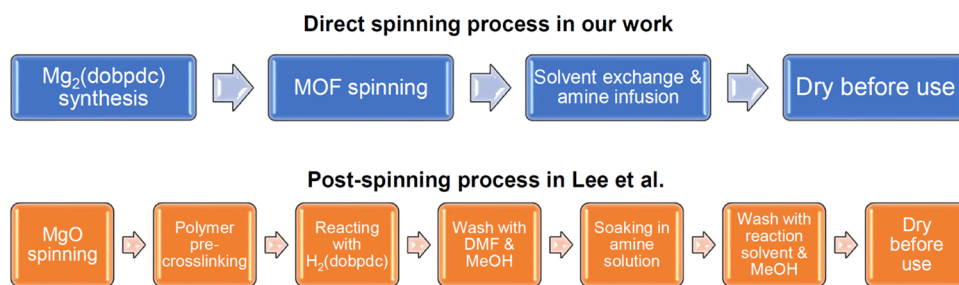 Direct spinning process in our work
Mg₂(dobpdc)
synthesis
MOF spinning
Solvent exchange &
amine infusion
Dry before use
Post-spinning process in Lee et al.
MgO
spinning
Polymer
pre-
crosslinking
Reacting
with
H₂(dobpdc)
Wash with
DMF &
MeOH
Soaking in
amine
solution
Wash with
reaction
solvent &
MeOH
Dry
before
use